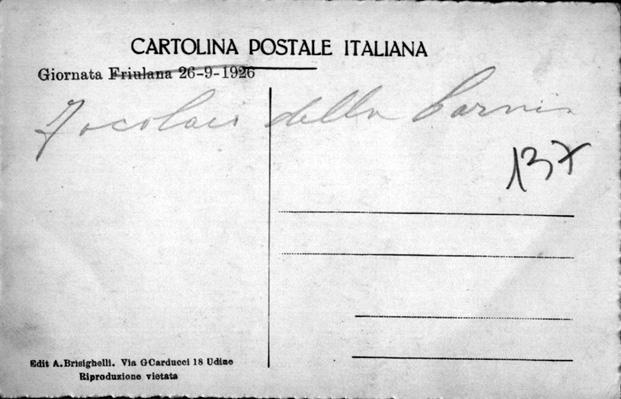 CARTOLINA POSTALE ITALIANA
Giornata Friulana 26-9-1926
Focolaio della Carnia
137
Edit A. Brisighelli. Via G Carducci 18 Udine
Riproduzione vietata